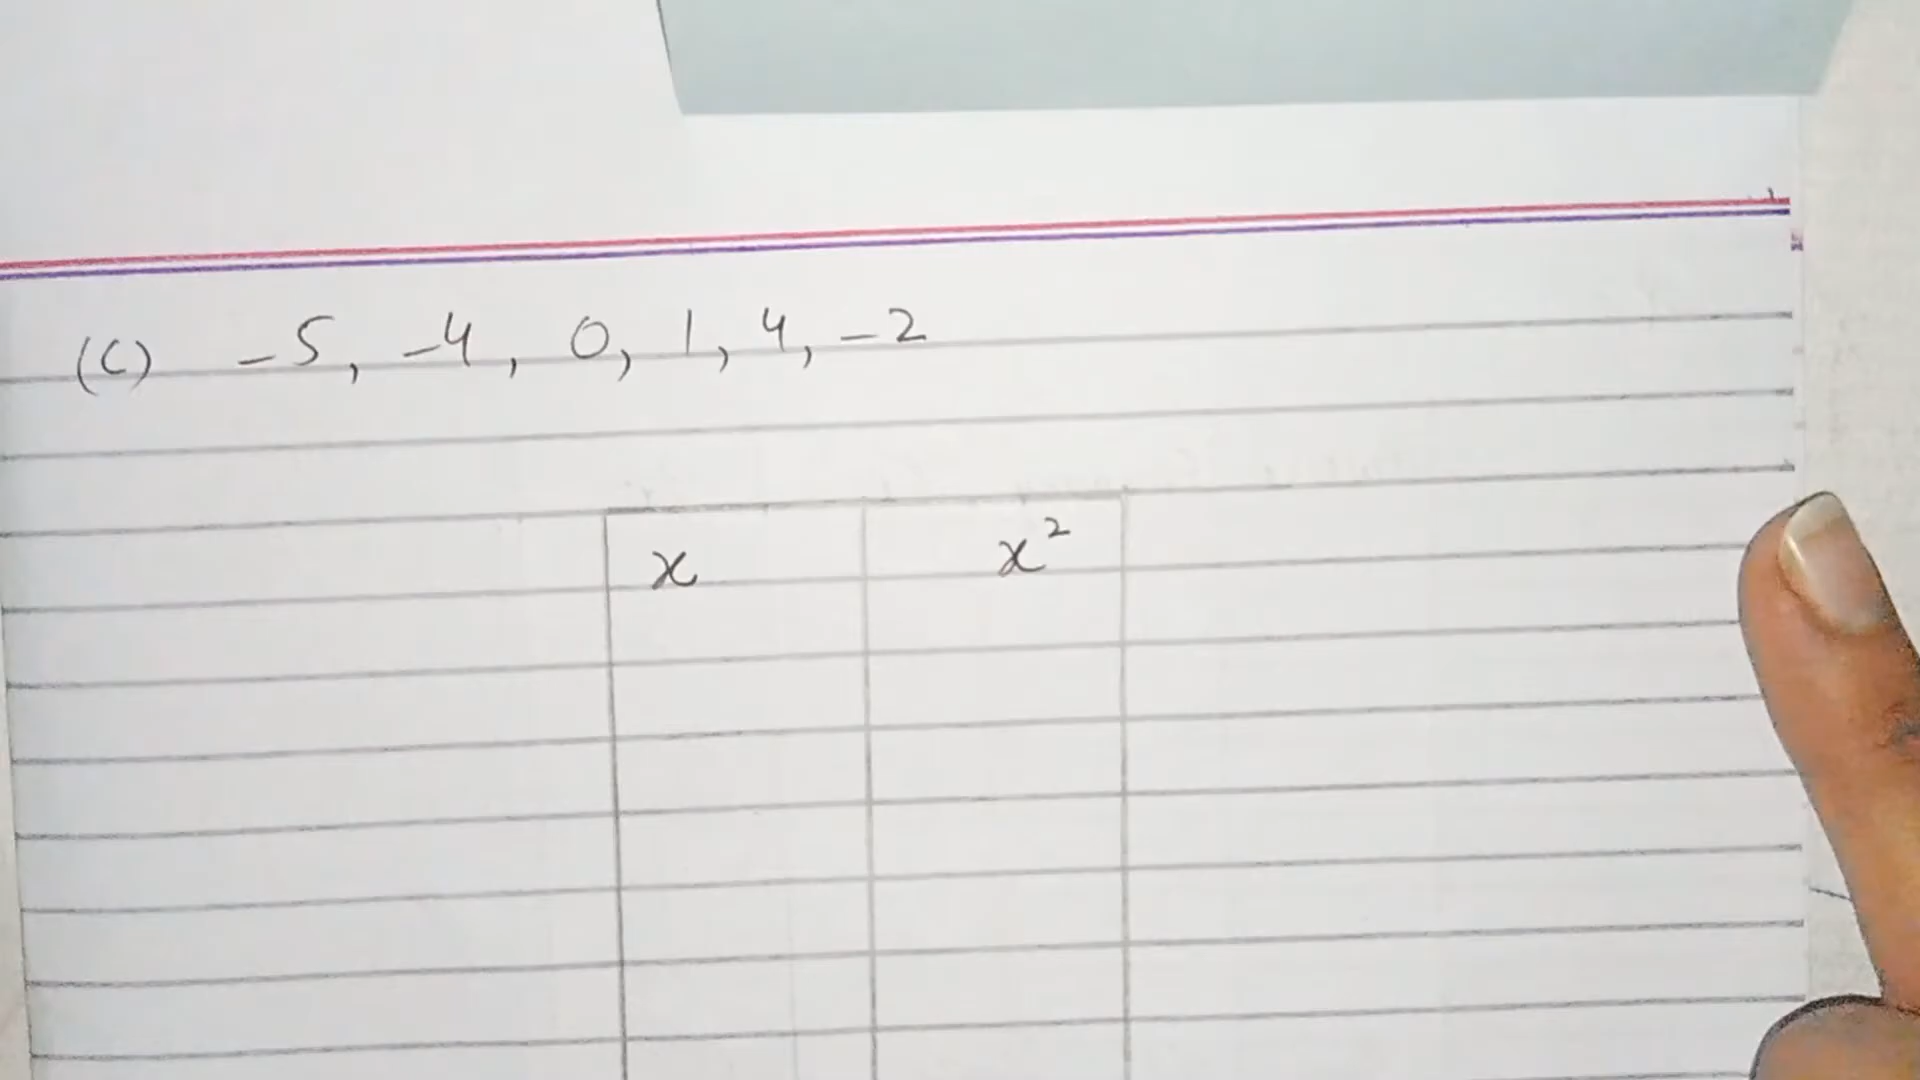 (C) -5, -4, 0, 1, 4, -2
x x²